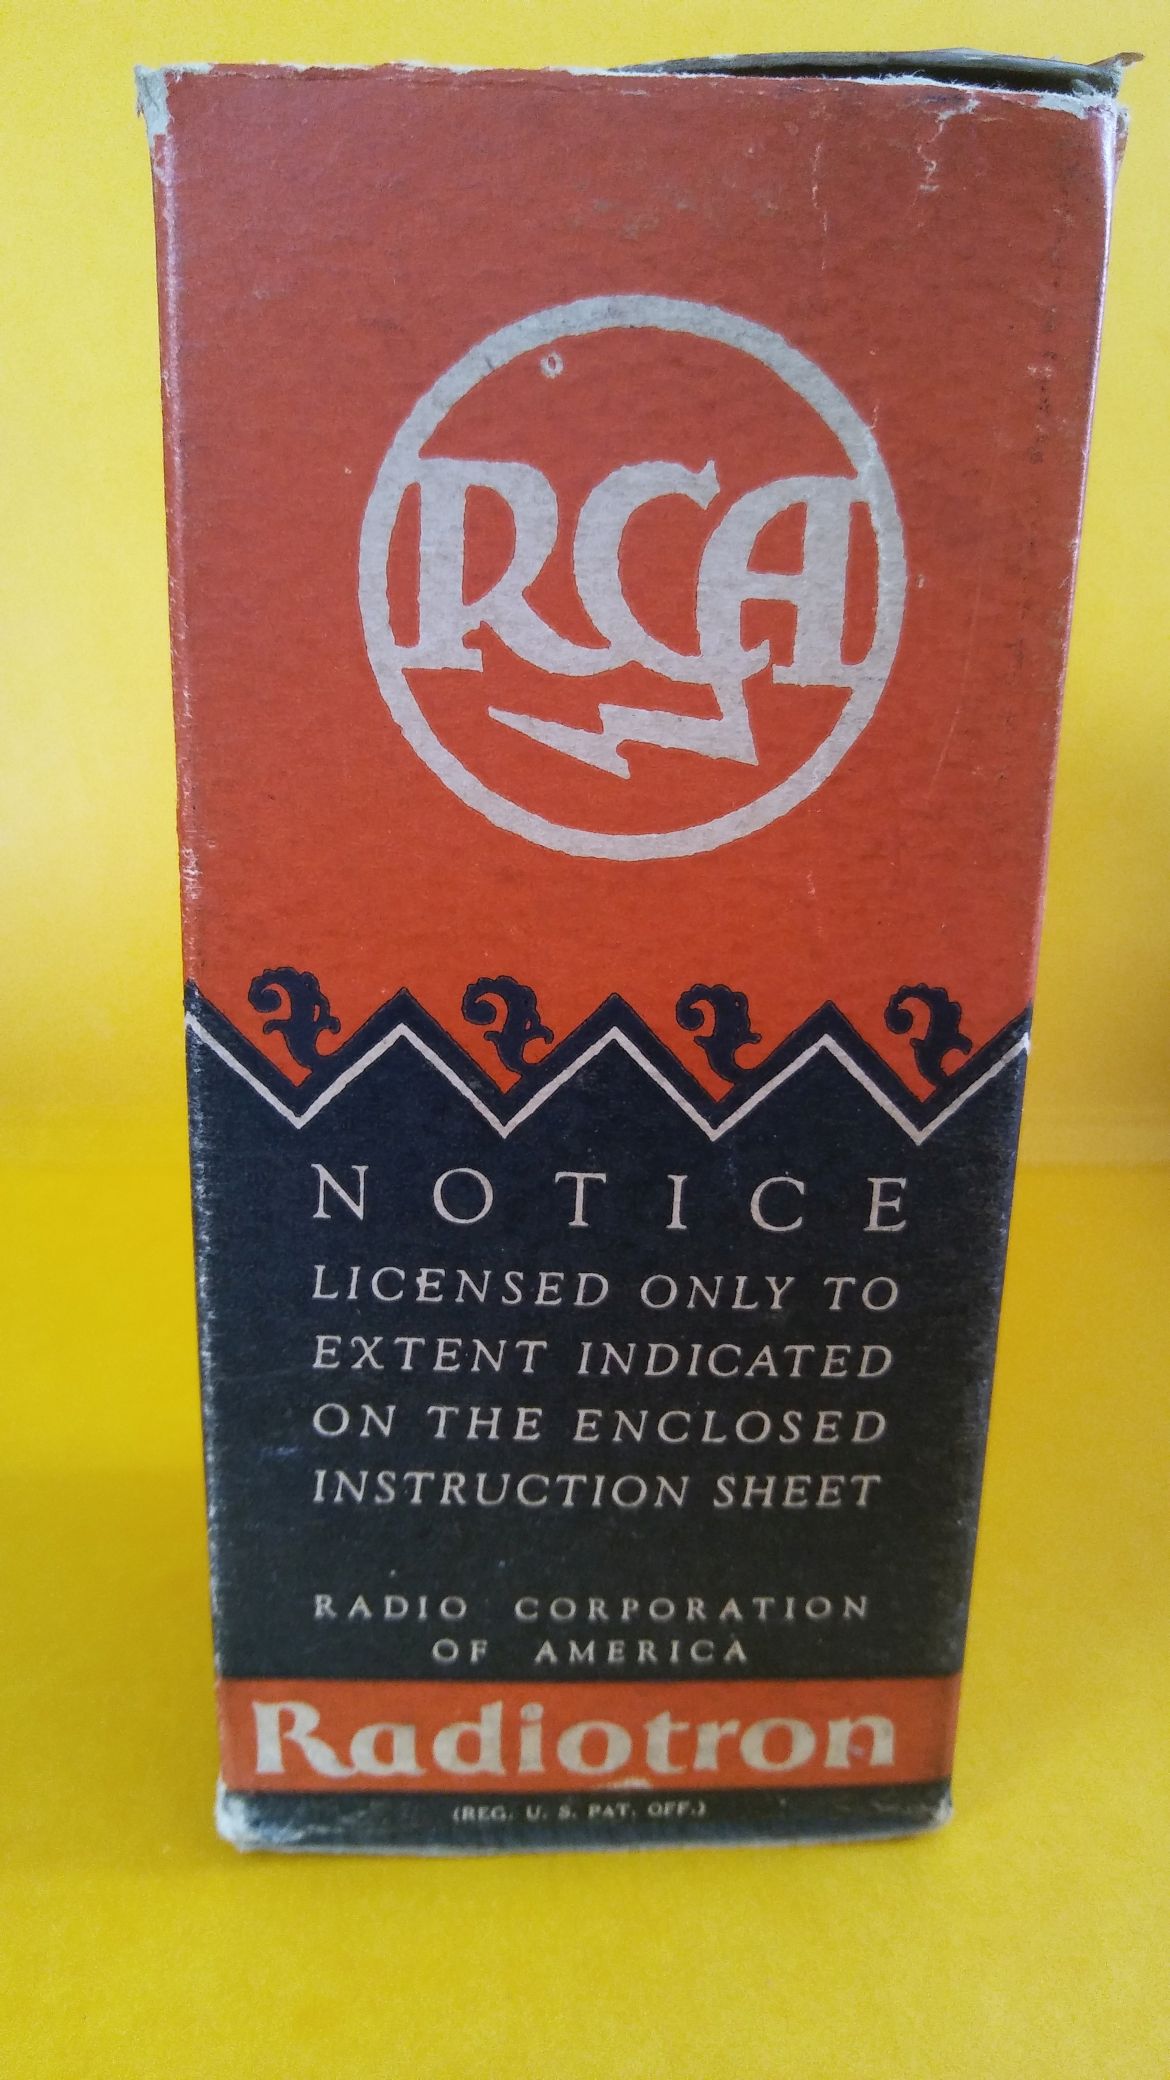 RCA
NOTICE
LICENSED ONLY TO
EXTENT INDICATED
ON THE ENCLOSED
INSTRUCTION SHEET
RADIO CORPORATION
OF AMERICA
Radiotron
(REG. U. S. PAT. OFF.)